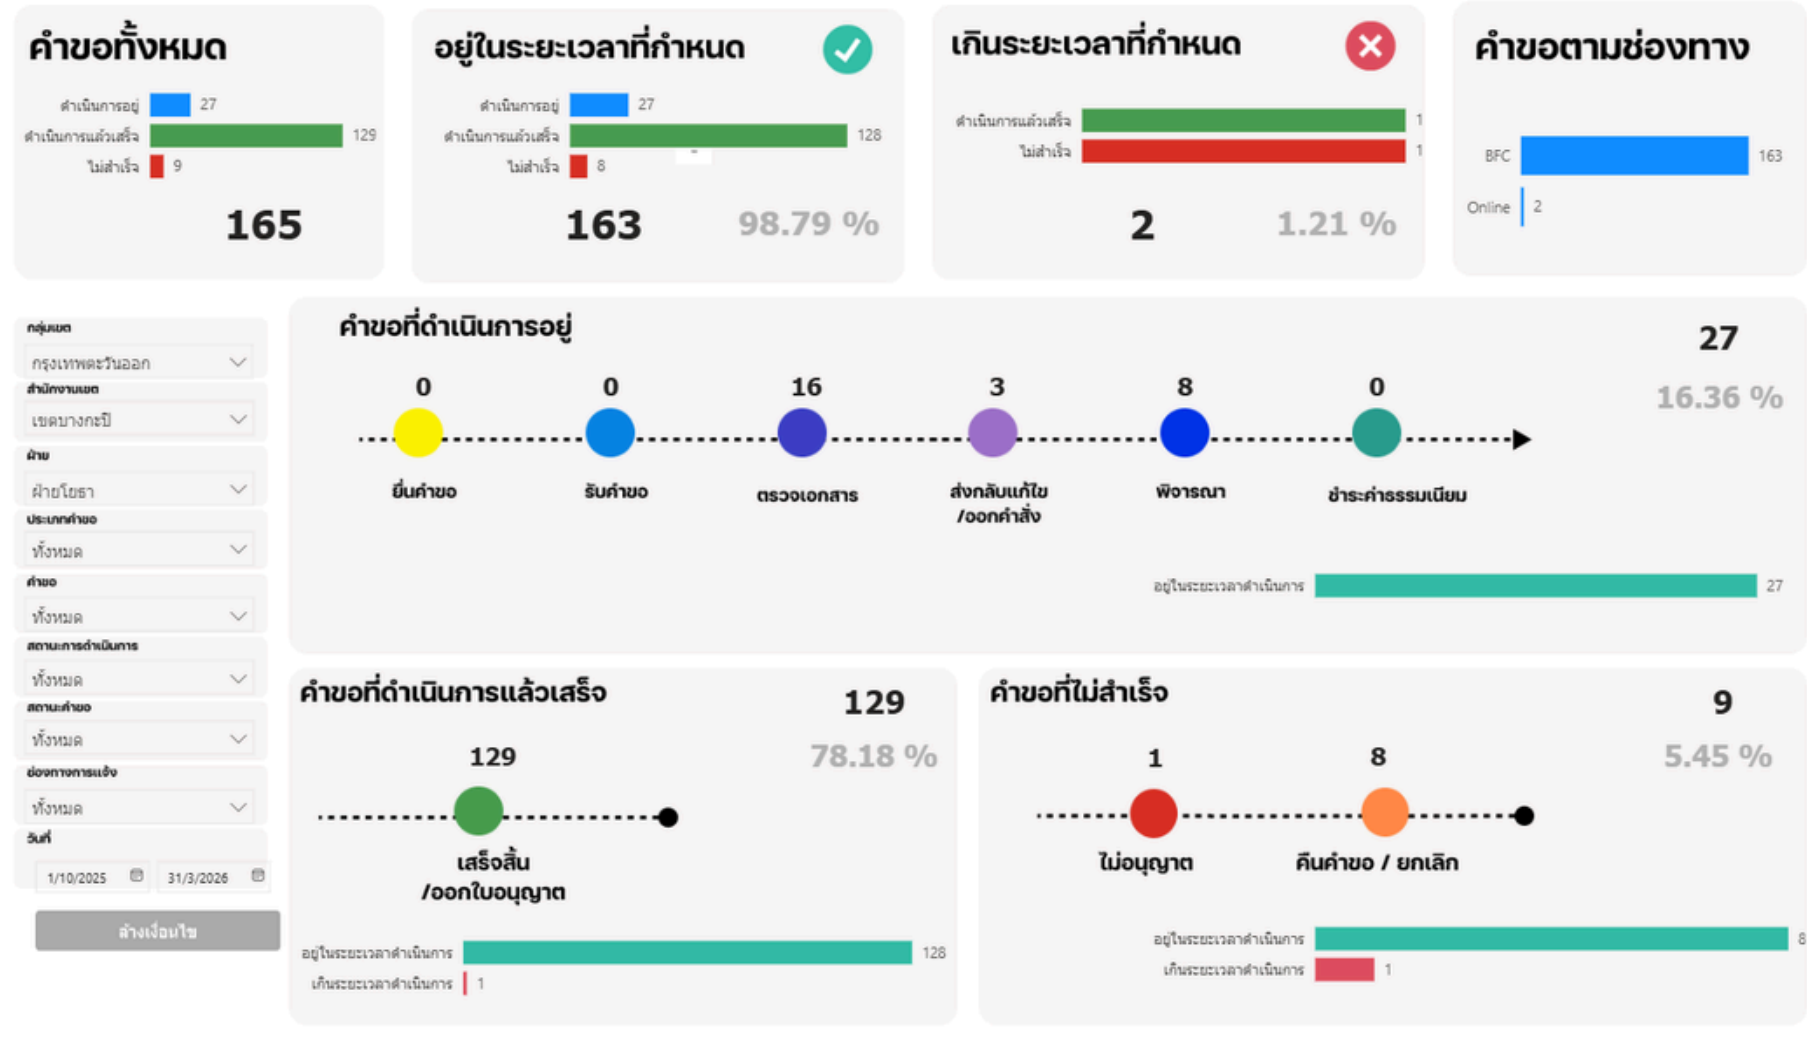 คำขอทั้งหมด
ดำเนินการอยู่ 27
ดำเนินการแล้วเสร็จ 129
ไม่สำเร็จ 9
165
อยู่ในระยะเวลาที่กำหนด
ดำเนินการอยู่ 27
ดำเนินการแล้วเสร็จ 128
ไม่สำเร็จ 8
163 98.79 %
เกินระยะเวลาที่กำหนด
ดำเนินการแล้วเสร็จ 1
ไม่สำเร็จ 1
2 1.21 %
คำขอตามช่องทาง
BFC 163
Online 2
กลุ่มเขต
กรุงเทพตะวันออก
สำนักงานเขต
เขตบางกะปิ
ฝ่าย
ฝ่ายโยธา
ประเภทคำขอ
ทั้งหมด
คำขอ
ทั้งหมด
สถานะการดำเนินการ
ทั้งหมด
สถานะคำขอ
ทั้งหมด
ช่องทางการแจ้ง
ทั้งหมด
วันที่
1/10/2025 31/3/2026
ล้างเงื่อนไข
คำขอที่ดำเนินการอยู่
27
16.36 %
0 0 16 3 8 0
ยื่นคำขอ รับคำขอ ตรวจเอกสาร ส่งกลับแก้ไข พิจารณา ชำระค่าธรรมเนียม
/ออกคำสั่ง
อยู่ในระยะเวลาดำเนินการ 27
คำขอที่ดำเนินการแล้วเสร็จ
129
78.18 %
129
เสร็จสิ้น
/ออกใบอนุญาต
อยู่ในระยะเวลาดำเนินการ 128
เกินระยะเวลาดำเนินการ 1
คำขอที่ไม่สำเร็จ
9
5.45 %
1 8
ไม่อนุญาต คืนคำขอ / ยกเลิก
อยู่ในระยะเวลาดำเนินการ 8
เกินระยะเวลาดำเนินการ 1